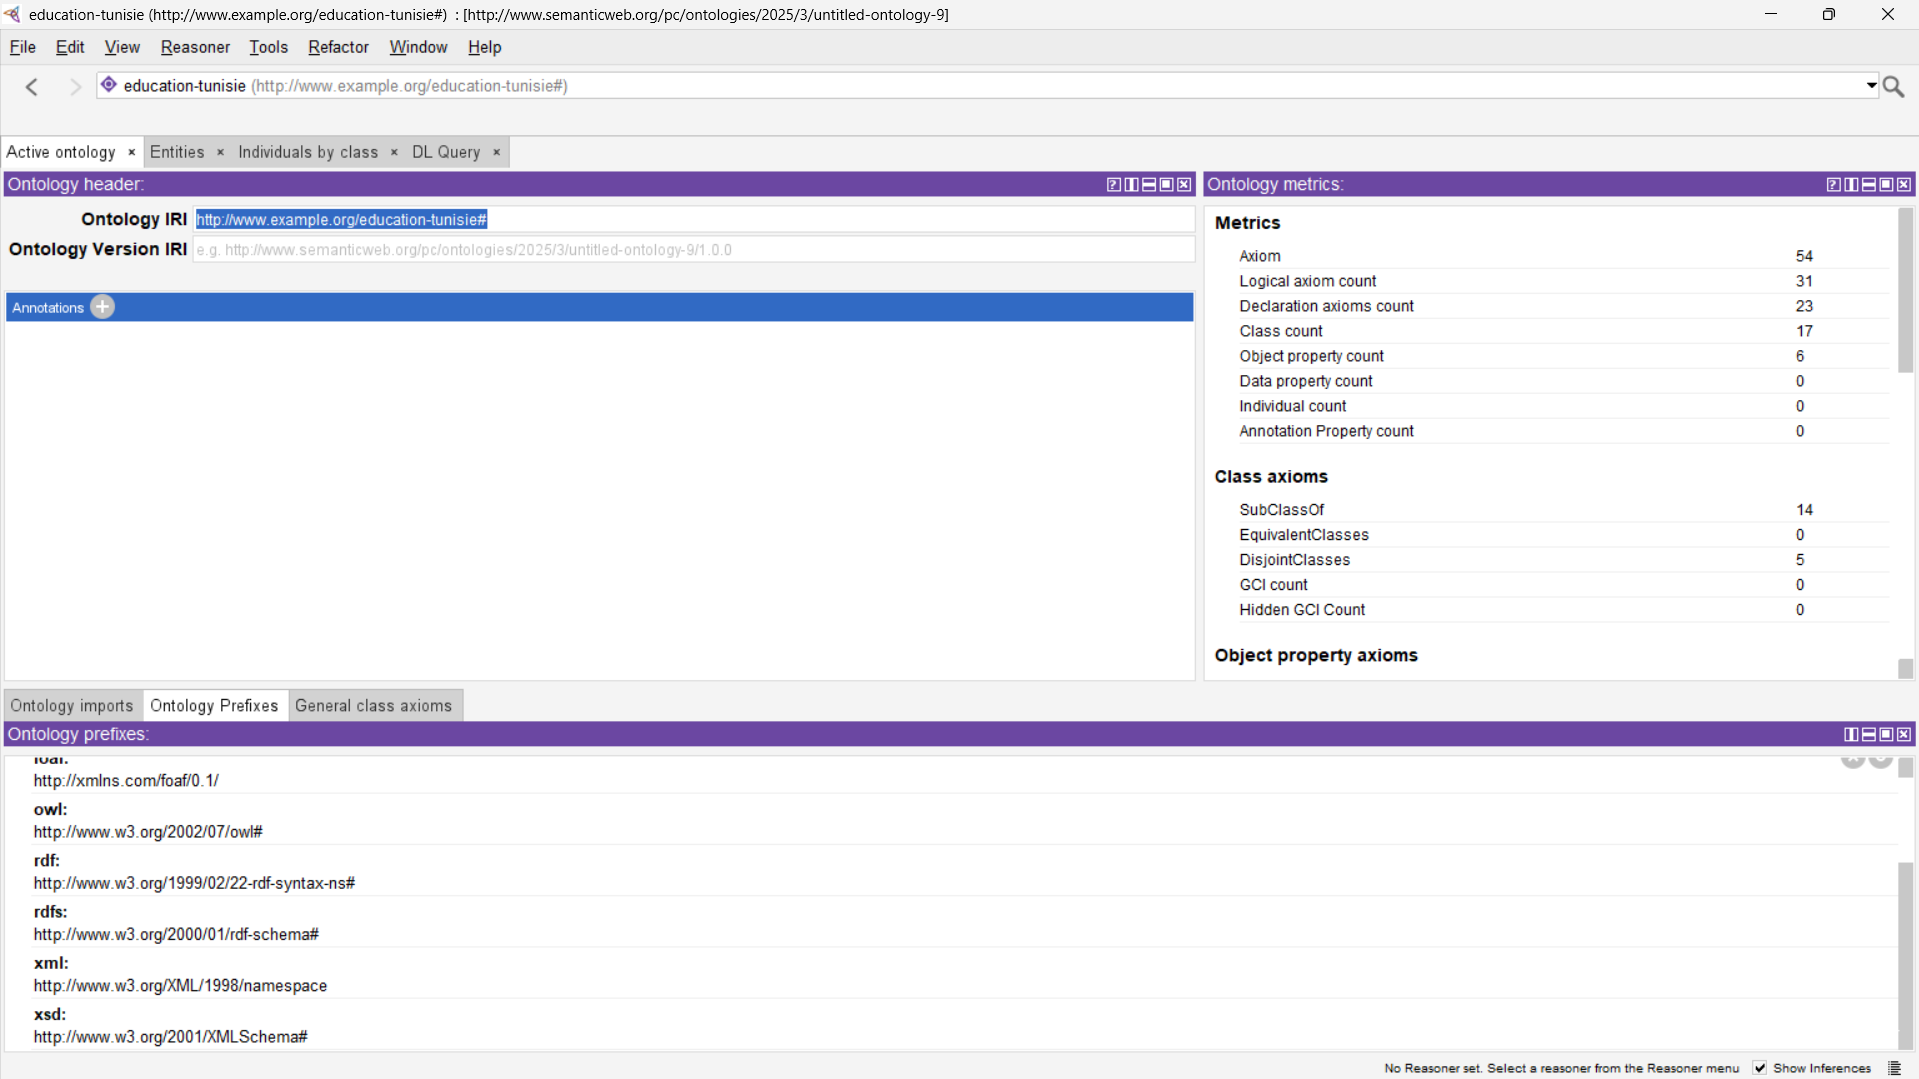 education-tunisie (http://www.example.org/education-tunisie#)  : [http://www.semanticweb.org/pc/ontologies/2025/3/untitled-ontology-9]
File Edit View Reasoner Tools Refactor Window Help
education-tunisie (http://www.example.org/education-tunisie#)
Active ontology × Entities × Individuals by class × DL Query ×
Ontology header:
Ontology IRI http://www.example.org/education-tunisie#
Ontology Version IRI e.g. http://www.semanticweb.org/pc/ontologies/2025/3/untitled-ontology-9/1.0.0
Annotations +
Ontology metrics:
Metrics
Axiom 54
Logical axiom count 31
Declaration axioms count 23
Class count 17
Object property count 6
Data property count 0
Individual count 0
Annotation Property count 0
Class axioms
SubClassOf 14
EquivalentClasses 0
DisjointClasses 5
GCI count 0
Hidden GCI Count 0
Object property axioms
Ontology imports Ontology Prefixes General class axioms
Ontology prefixes:
foaf:
http://xmlns.com/foaf/0.1/
owl:
http://www.w3.org/2002/07/owl#
rdf:
http://www.w3.org/1999/02/22-rdf-syntax-ns#
rdfs:
http://www.w3.org/2000/01/rdf-schema#
xml:
http://www.w3.org/XML/1998/namespace
xsd:
http://www.w3.org/2001/XMLSchema#
No Reasoner set. Select a reasoner from the Reasoner menu Show Inferences